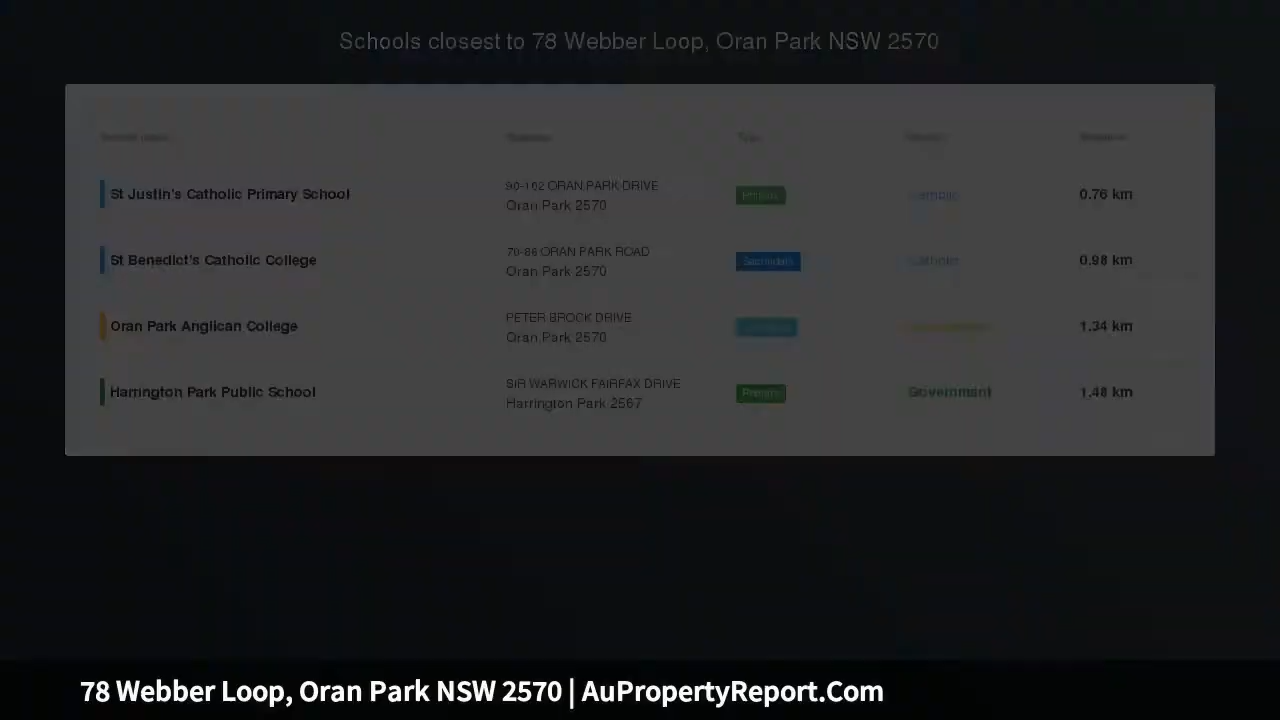 Schools closest to 78 Webber Loop, Oran Park NSW 2570
St Justin's Catholic Primary School
90-102 ORAN PARK DRIVE
Oran Park 2570
Primary
Catholic
0.76 km
St Benedict's Catholic College
70-86 ORAN PARK ROAD
Oran Park 2570
Secondary
Catholic
0.98 km
Oran Park Anglican College
PETER BROCK DRIVE
Oran Park 2570
1.34 km
Harrington Park Public School
SIR WARWICK FAIRFAX DRIVE
Harrington Park 2567
Primary
Government
1.48 km
78 Webber Loop, Oran Park NSW 2570 | AuPropertyReport.Com